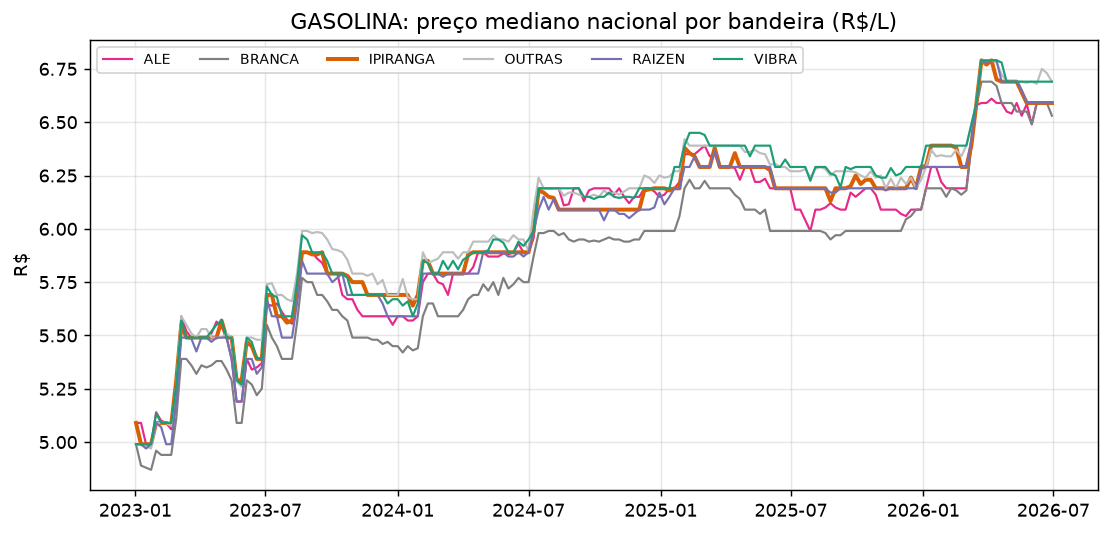 GASOLINA: preço mediano nacional por bandeira (R$/L)
ALE BRANCA IPIRANGA OUTRAS RAIZEN VIBRA
6.75
6.50
6.25
6.00
5.75
5.50
5.25
5.00
R$
2023-01 2023-07 2024-01 2024-07 2025-01 2025-07 2026-01 2026-07